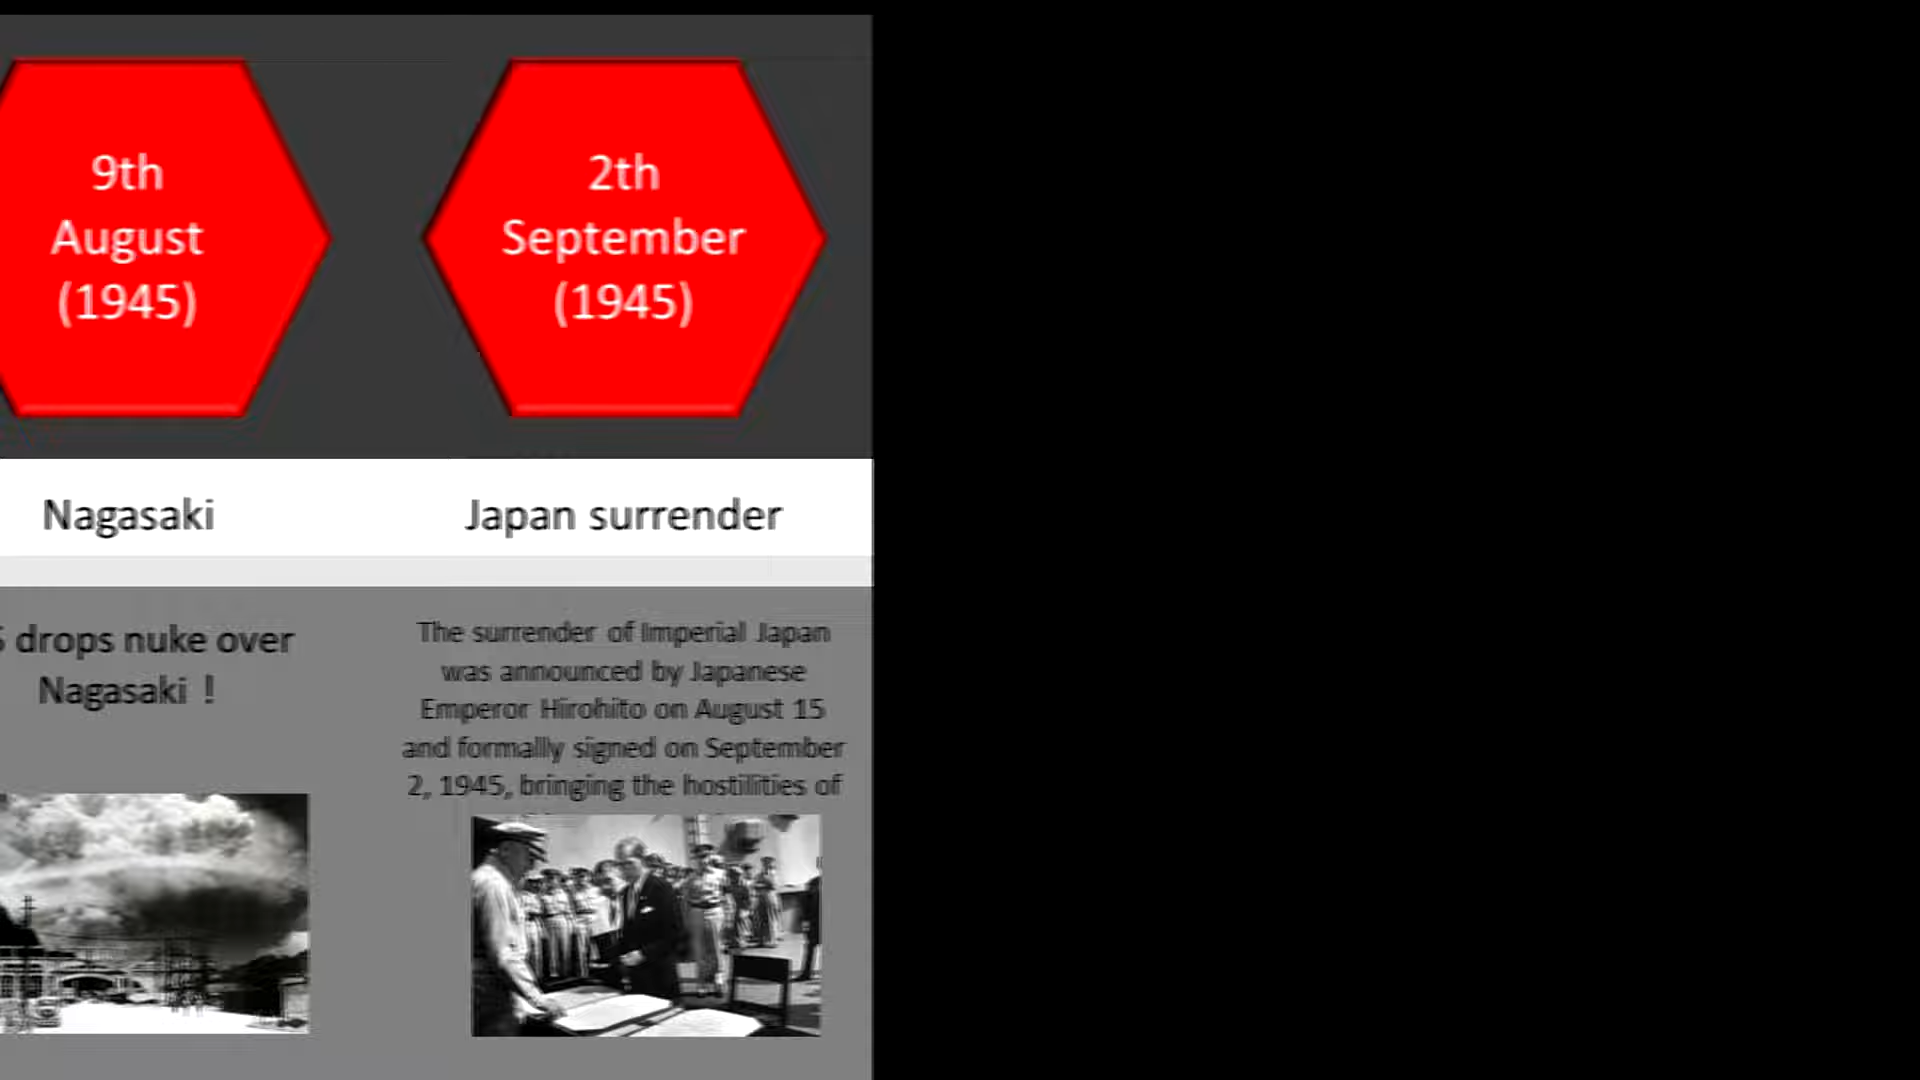 9th
August
(1945)
2th
September
(1945)
Nagasaki
Japan surrender
drops nuke over
Nagasaki !
The surrender of Imperial Japan
was announced by Japanese
Emperor Hirohito on August 15
and formally signed on September
2, 1945, bringing the hostilities of